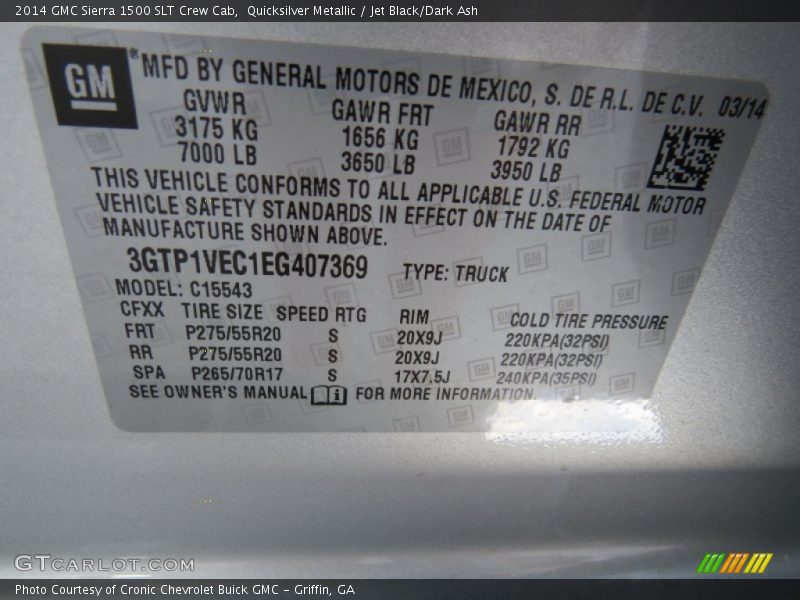 2014 GMC Sierra 1500 SLT Crew Cab, Quicksilver Metallic / Jet Black/Dark Ash
GM
® MFD BY GENERAL MOTORS DE MEXICO, S. DE R.L. DE C.V. 03/14
GVWR GAWR FRT GAWR RR
3175 KG 1656 KG 1792 KG
7000 LB 3650 LB 3950 LB
THIS VEHICLE CONFORMS TO ALL APPLICABLE U.S. FEDERAL MOTOR
VEHICLE SAFETY STANDARDS IN EFFECT ON THE DATE OF
MANUFACTURE SHOWN ABOVE.
3GTP1VEC1EG407369 TYPE: TRUCK
MODEL: C15543
CFXX TIRE SIZE SPEED RTG RIM COLD TIRE PRESSURE
FRT P275/55R20 S 20X9J 220KPA(32PSI)
RR P275/55R20 S 20X9J 220KPA(32PSI)
SPA P265/70R17 S 17X7.5J 240KPA(35PSI)
SEE OWNER'S MANUAL i FOR MORE INFORMATION.
GTCARLOT.COM
Photo Courtesy of Cronic Chevrolet Buick GMC - Griffin, GA